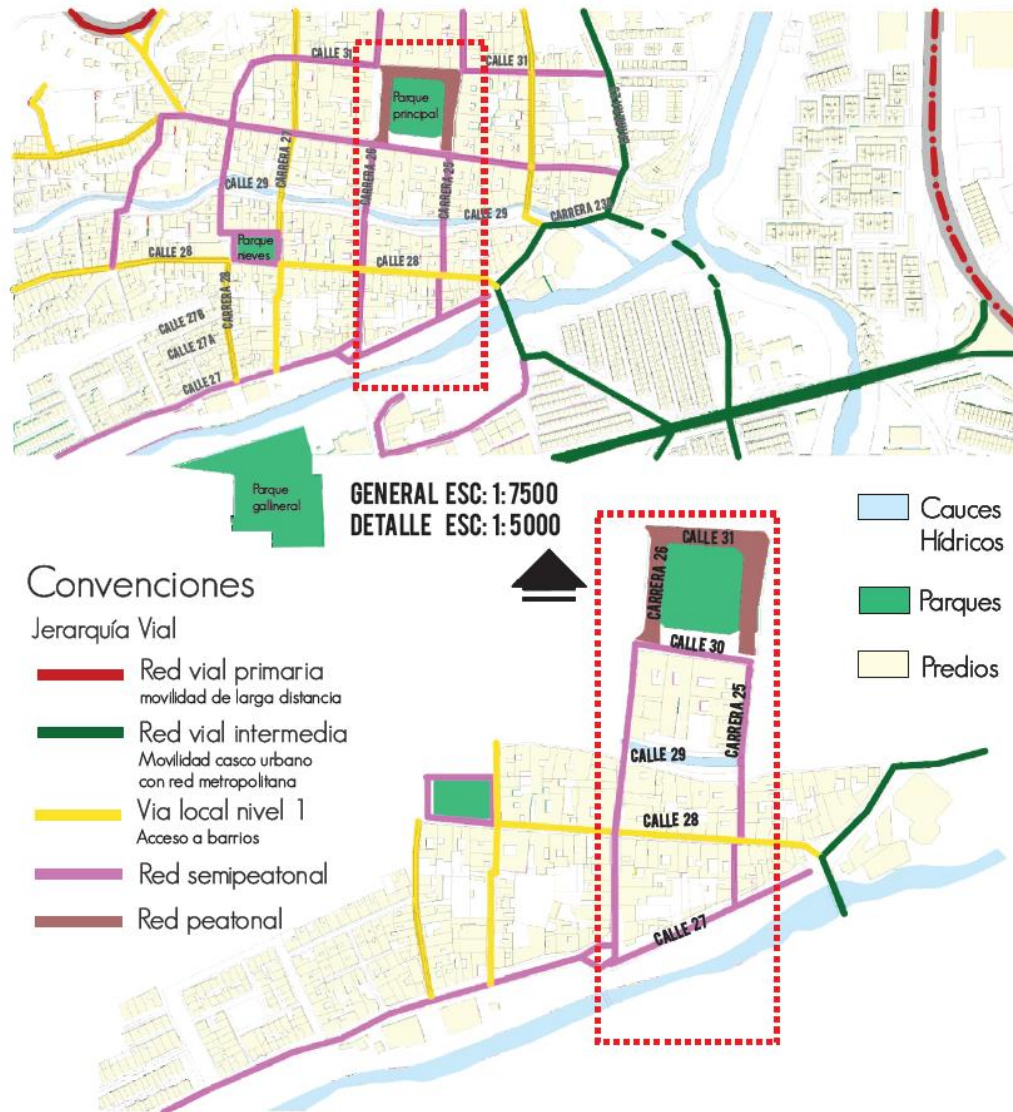 CALLE 31
CALLE 31
Parque
principal
CARRERA 27
CARRERA 26
CARRERA 25
CALLE 29
CALLE 29
Parque
nieves
CALLE 28
CALLE 28
CARRERA 28
CALLE 27B
CALLE 27A
CALLE 27
Parque
gallineral
GENERAL ESC: 1:7500
DETALLE ESC: 1:5000
Cauces
Hídricos
Parques
Predios
Convenciones
Jerarquía Vial
Red vial primaria
movilidad de larga distancia
Red vial intermedia
Movilidad casco urbano
con red metropolitana
Via local nivel 1
Acceso a barrios
Red semipeatonal
Red peatonal
CALLE 31
CARRERA 26
CALLE 30
CARRERA 25
CALLE 29
CALLE 28
CALLE 27